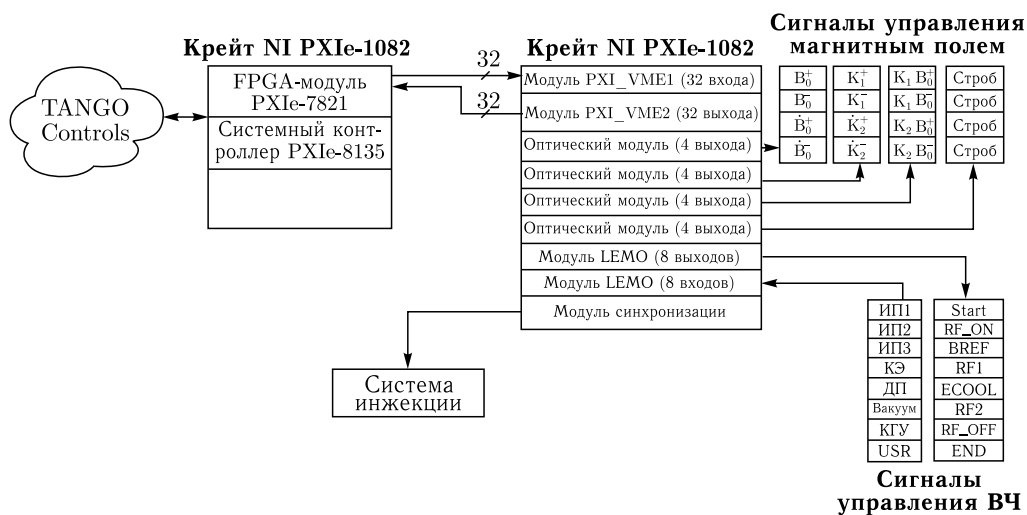 Сигналы управления
магнитным полем
Крейт NI PXIe-1082
Крейт NI PXIe-1082
TANGO
Controls
FPGA-модуль
PXIe-7821
Системный конт-
роллер PXIe-8135
32
32
Модуль PXI_VME1 (32 входа)
Модуль PXI_VME2 (32 выхода)
Оптический модуль (4 выхода)
Оптический модуль (4 выхода)
Оптический модуль (4 выхода)
Оптический модуль (4 выхода)
Модуль LEMO (8 выходов)
Модуль LEMO (8 входов)
Модуль синхронизации
B₀⁺
B₀⁻
Ḃ₀⁺
Ḃ₀⁻
K₁⁺
K₁⁻
K̇₂⁺
K̇₂⁻
K₁ B₀⁺
K₁ B₀⁻
K₂ B₀⁺
K₂ B₀⁻
Строб
Строб
Строб
Строб
Система
инжекции
ИП1
ИП2
ИП3
КЭ
ДП
Вакуум
КГУ
USR
Start
RF_ON
BREF
RF1
ECOOL
RF2
RF_OFF
END
Сигналы
управления ВЧ